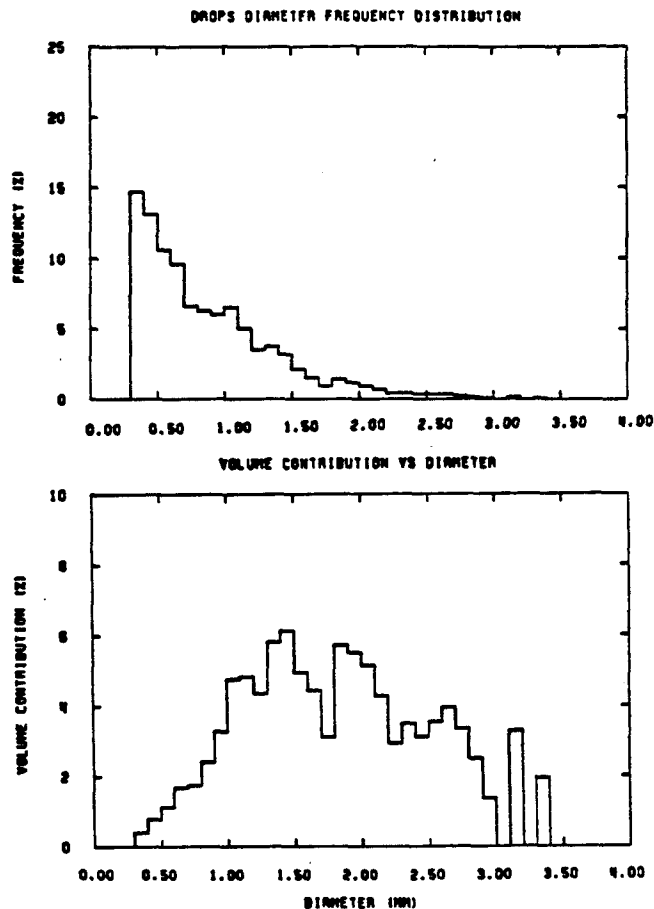 DROPS DIAMETER FREQUENCY DISTRIBUTION
25
20
15
10
5
0
FREQUENCY (%)
0.00 0.50 1.00 1.50 2.00 2.50 3.00 3.50 4.00
VOLUME CONTRIBUTION VS DIAMETER
10
8
6
4
2
0
VOLUME CONTRIBUTION (%)
0.00 0.50 1.00 1.50 2.00 2.50 3.00 3.50 4.00
DIAMETER (MM)